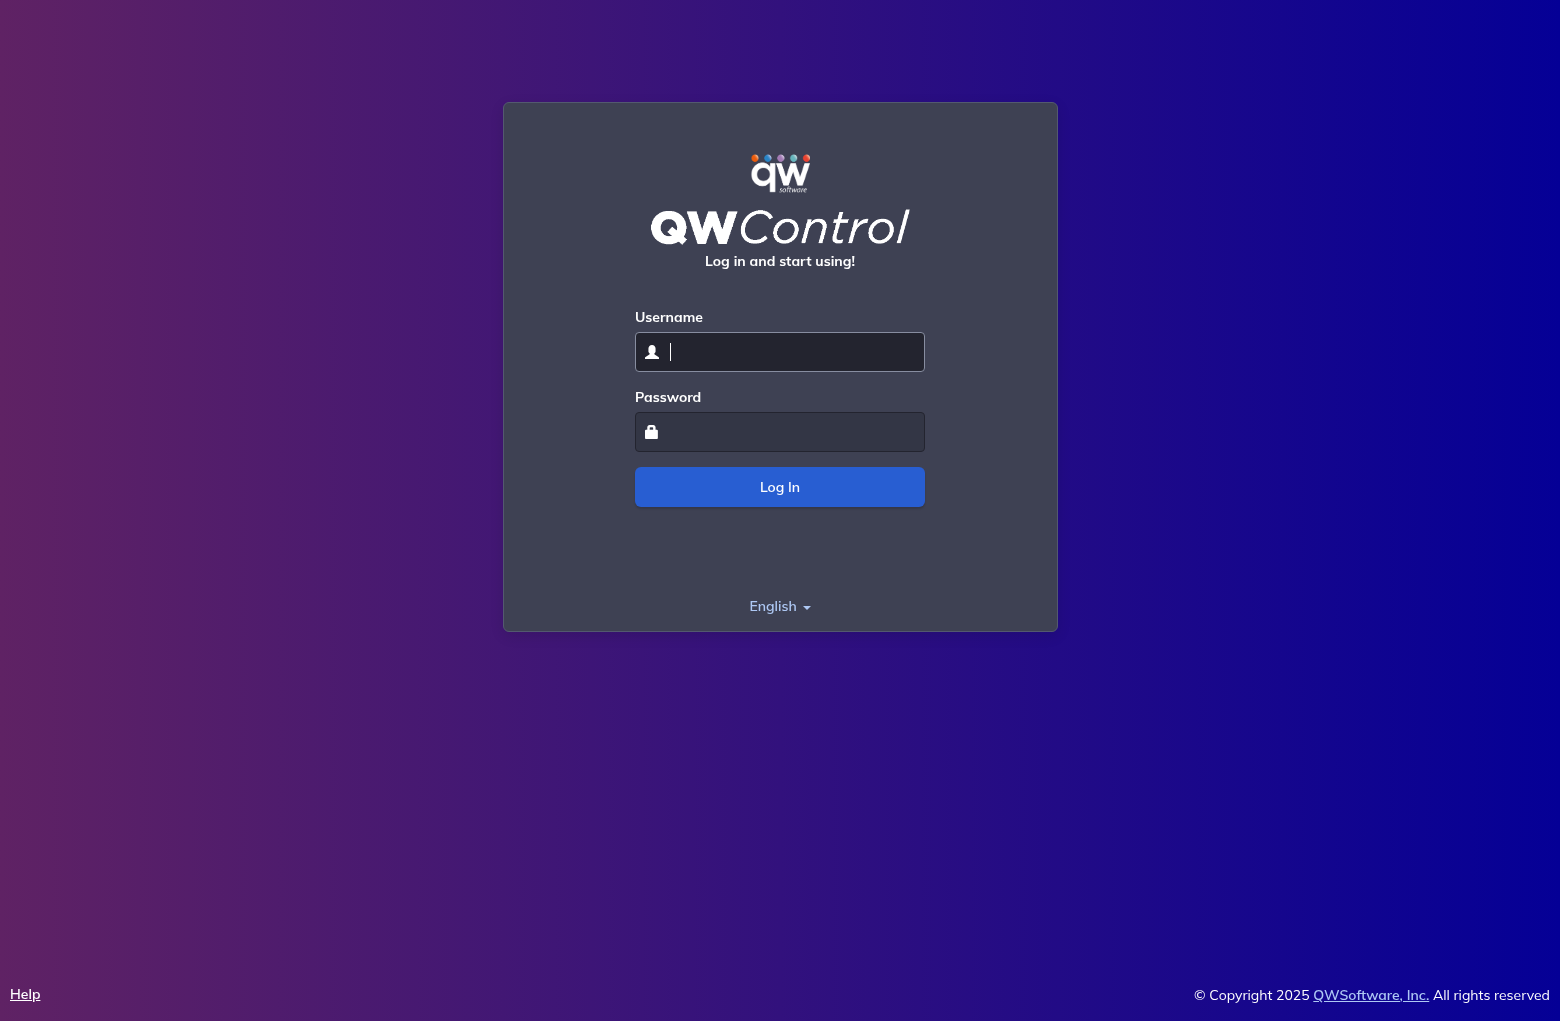 qw
software
QWControl
Log in and start using!
Username
Password
Log In
English
Help
© Copyright 2025 QWSoftware, Inc. All rights reserved